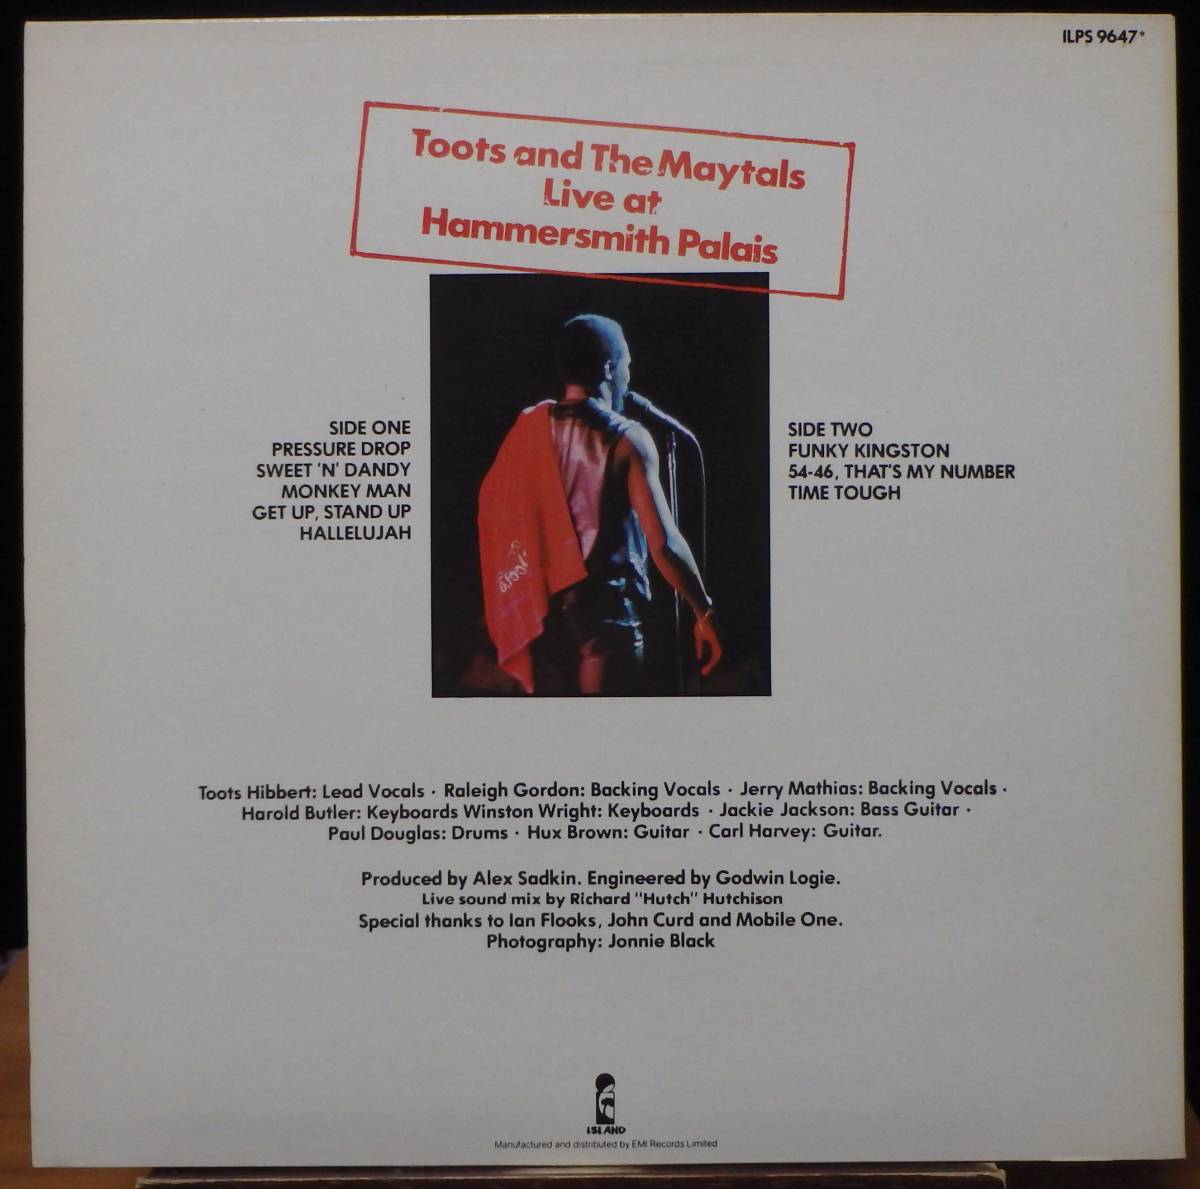 ILPS 9647*
Toots and The Maytals
Live at
Hammersmith Palais
SIDE ONE
PRESSURE DROP
SWEET 'N' DANDY
MONKEY MAN
GET UP, STAND UP
HALLELUJAH
SIDE TWO
FUNKY KINGSTON
54-46, THAT'S MY NUMBER
TIME TOUGH
Toots Hibbert: Lead Vocals · Raleigh Gordon: Backing Vocals · Jerry Mathias: Backing Vocals ·
Harold Butler: Keyboards Winston Wright: Keyboards · Jackie Jackson: Bass Guitar ·
Paul Douglas: Drums · Hux Brown: Guitar · Carl Harvey: Guitar.
Produced by Alex Sadkin. Engineered by Godwin Logie.
Live sound mix by Richard "Hutch" Hutchison
Special thanks to Ian Flooks, John Curd and Mobile One.
Photography: Jonnie Black
ISLAND
Manufactured and distributed by EMI Records Limited